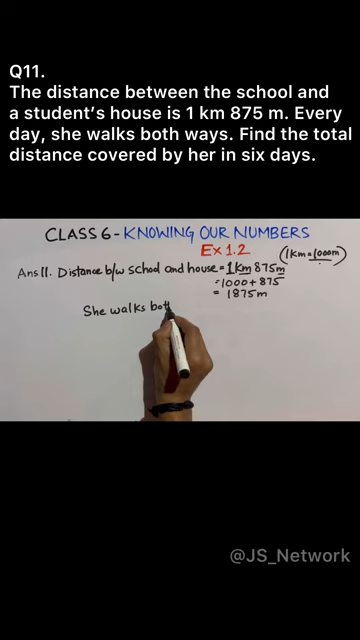 Q11.
The distance between the school and
a student's house is 1 km 875 m. Every
day, she walks both ways. Find the total
distance covered by her in six days.
CLASS 6 - KNOWING OUR NUMBERS
Ex 1.2
(1km = 1000m)
Ans 11. Distance b/w school and house = 1km 875m
= 1000 + 875
= 1875m
She walks bot
@JS_Network